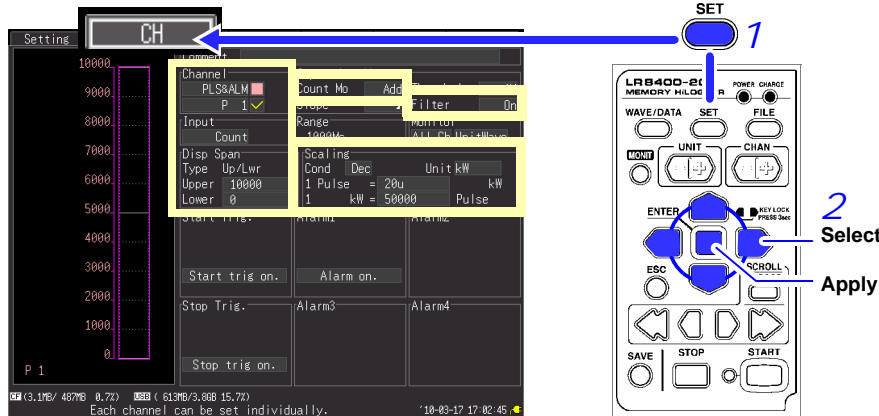 SET
1
Setting
CH
Comment
10000
9000
8000
7000
6000
5000
4000
3000
2000
1000
0
P 1
Channel
PLS&ALM
P 1
Count Mo Add
Filter On
Input
Count
Range
Monitor
Disp Span
Type Up/Lwr
Upper 10000
Lower 0
Scaling
Cond Dec Unit kW
1 Pulse = 20u kW
1 kW = 50000 Pulse
Start Trig. Alarm1 Alarm2
Start trig on. Alarm on.
Stop Trig. Alarm3 Alarm4
Stop trig on.
CF (3.1MB/ 487MB 0.7%) USB ( 613MB/3.8GB 15.7%)
Each channel can be set individually. '10-03-17 17:02:45
LR8400-20
MEMORY HiLOGGER
POWER CHARGE
WAVE/DATA SET FILE
MONIT UNIT CHAN
ENTER
KEY LOCK
PRESS 3sec
ESC SCROLL
SAVE STOP START
2
Select
Apply